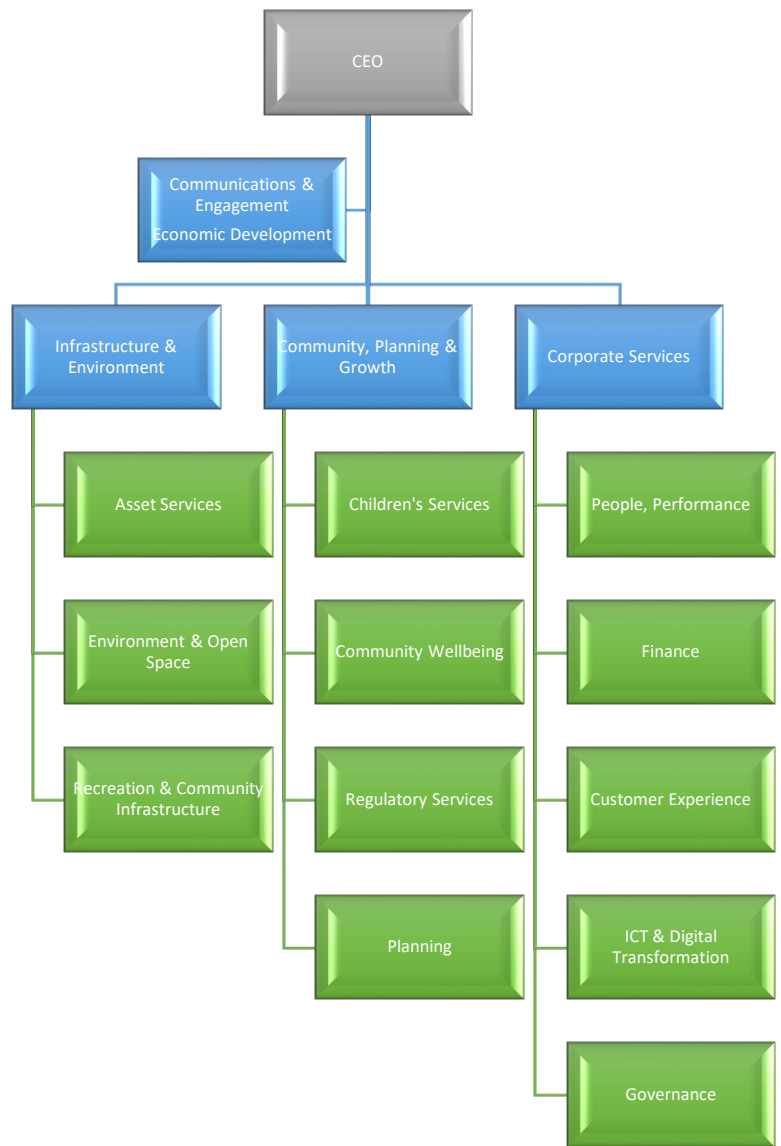 CEO
Communications &
Engagement
Economic Development
Infrastructure &
Environment
Community, Planning &
Growth
Corporate Services
Asset Services
Children's Services
People, Performance
Environment & Open
Space
Community Wellbeing
Finance
Recreation & Community
Infrastructure
Regulatory Services
Customer Experience
Planning
ICT & Digital
Transformation
Governance